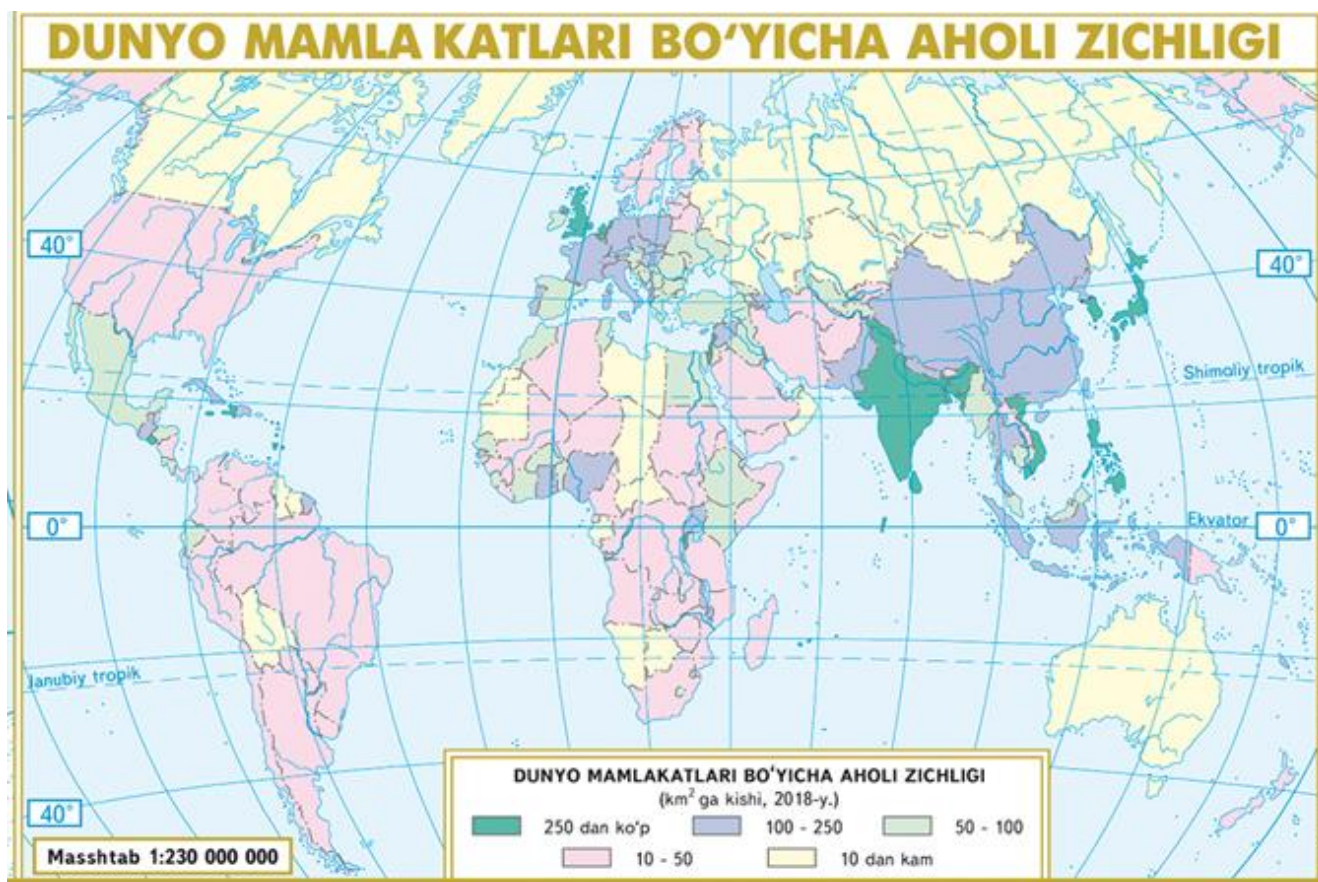 DUNYO MAMLA KATLARI BO‘YICHA AHOLI ZICHLIGI
40°
40°
Shimoliy tropik
0°
Ekvator
0°
Janubiy tropik
40°
DUNYO MAMLAKATLARI BO‘YICHA AHOLI ZICHLIGI
(km² ga kishi, 2018-y.)
250 dan ko‘p 100 - 250 50 - 100
10 - 50 10 dan kam
Masshtab 1:230 000 000